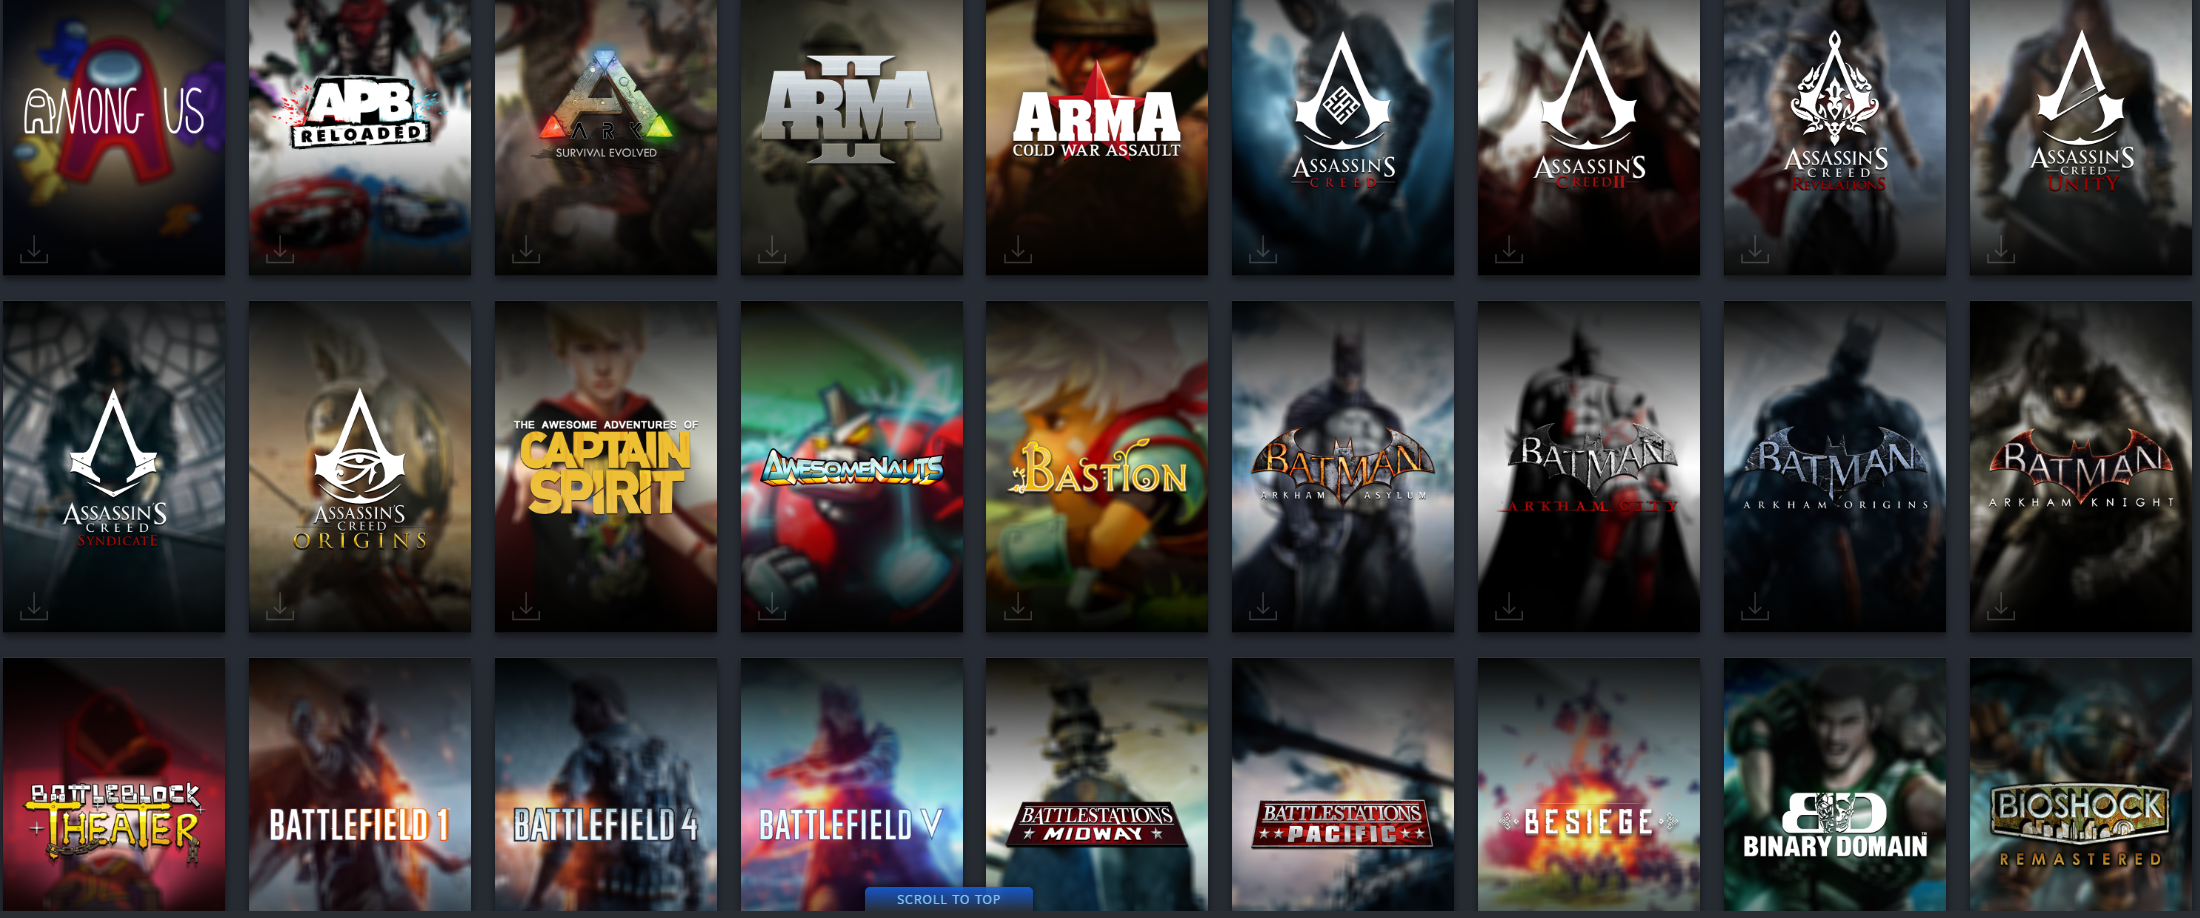 AMONG US
APB
RELOADED
ARK
SURVIVAL EVOLVED
II
ARMA
II
ARMA
COLD WAR ASSAULT
ASSASSIN'S
CREED
ASSASSIN'S
CREED II
ASSASSIN'S
CREED
REVELATIONS
ASSASSIN'S
CREED
UNITY
ASSASSIN'S
CREED
SYNDICATE
ASSASSIN'S
CREED
ORIGINS
THE AWESOME ADVENTURES OF
CAPTAIN
SPIRIT
AWESOMENAUTS
BASTION
BATMAN
ARKHAM ASYLUM
BATMAN
ARKHAM CITY
BATMAN
ARKHAM ORIGINS
BATMAN
ARKHAM KNIGHT
BATTLEBLOCK
THEATER
BATTLEFIELD 1
BATTLEFIELD 4
BATTLEFIELD V
BATTLESTATIONS
MIDWAY
BATTLESTATIONS
PACIFIC
BESIEGE
BD
BINARY DOMAIN™
BIOSHOCK
REMASTERED
SCROLL TO TOP